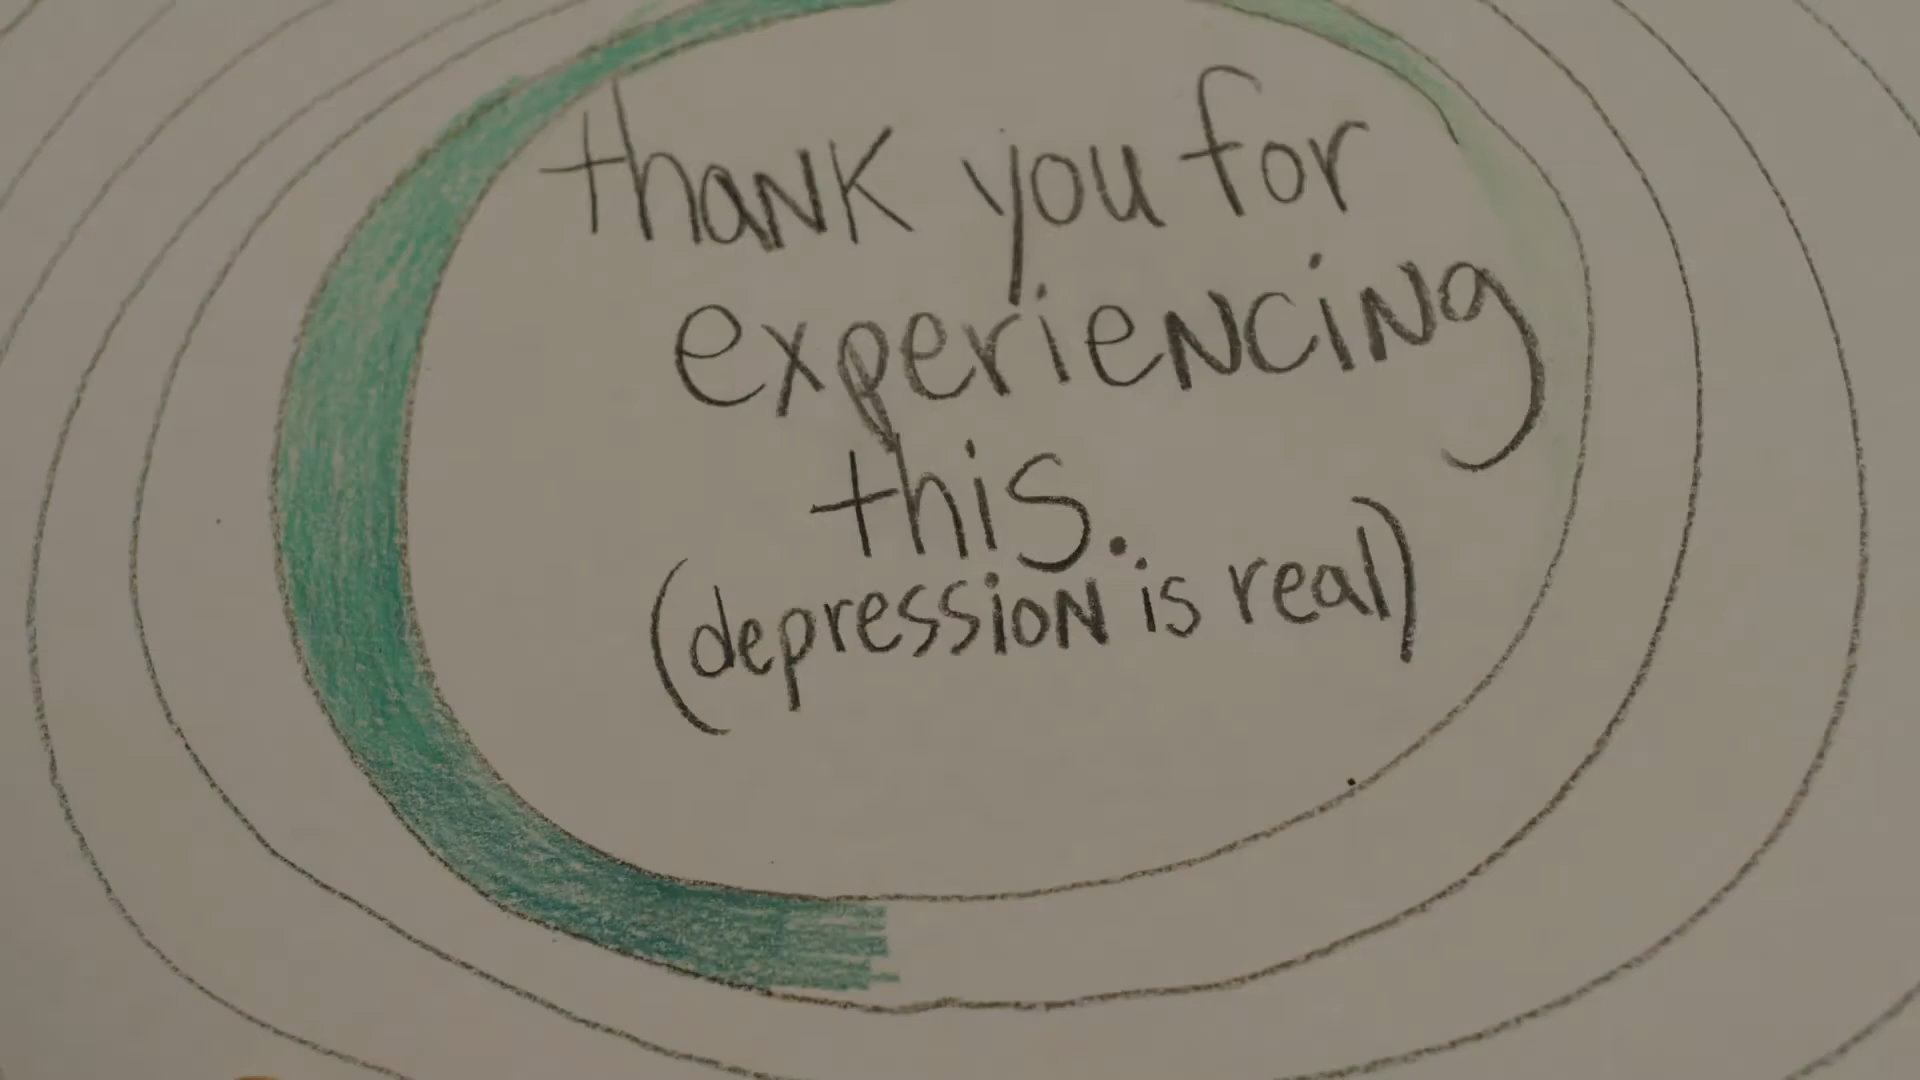 thank you for
experiencing
this.
(depression is real)